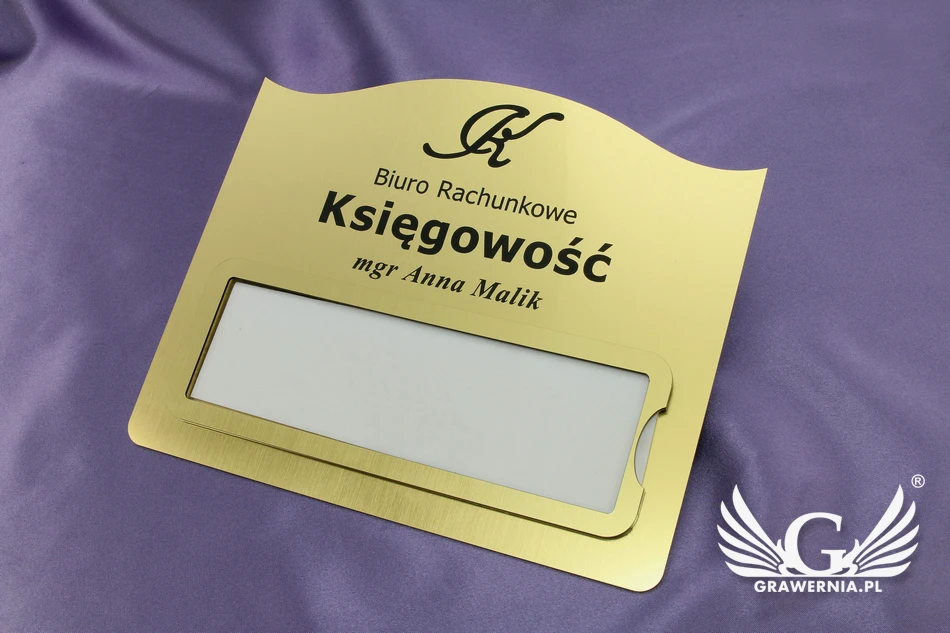 K
Biuro Rachunkowe
Księgowość
mgr Anna Malik
G
®
GRAWERNIA.PL